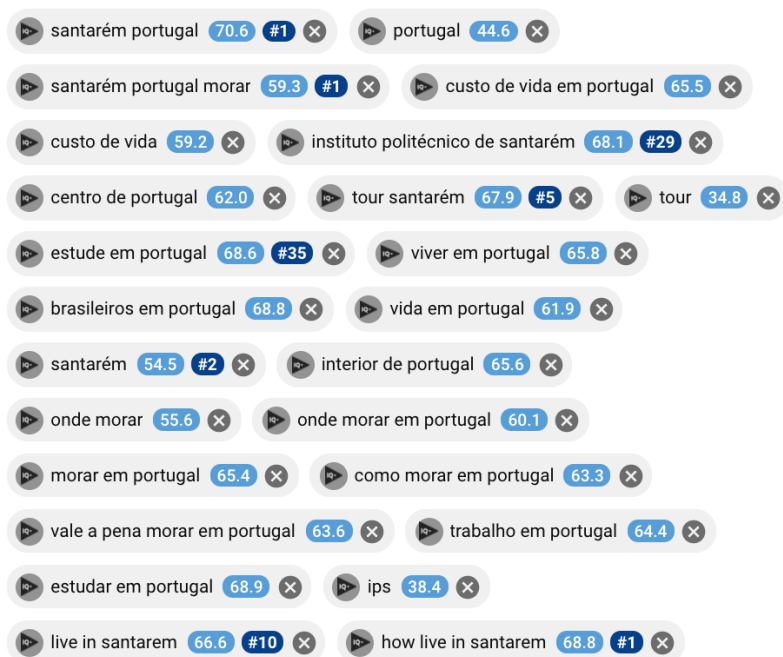 santarém portugal 70.6 #1 portugal 44.6
santarém portugal morar 59.3 #1 custo de vida em portugal 65.5
custo de vida 59.2 instituto politécnico de santarém 68.1 #29
centro de portugal 62.0 tour santarém 67.9 #5 tour 34.8
estude em portugal 68.6 #35 viver em portugal 65.8
brasileiros em portugal 68.8 vida em portugal 61.9
santarém 54.5 #2 interior de portugal 65.6
onde morar 55.6 onde morar em portugal 60.1
morar em portugal 65.4 como morar em portugal 63.3
vale a pena morar em portugal 63.6 trabalho em portugal 64.4
estudar em portugal 68.9 ips 38.4
live in santarem 66.6 #10 how live in santarem 68.8 #1